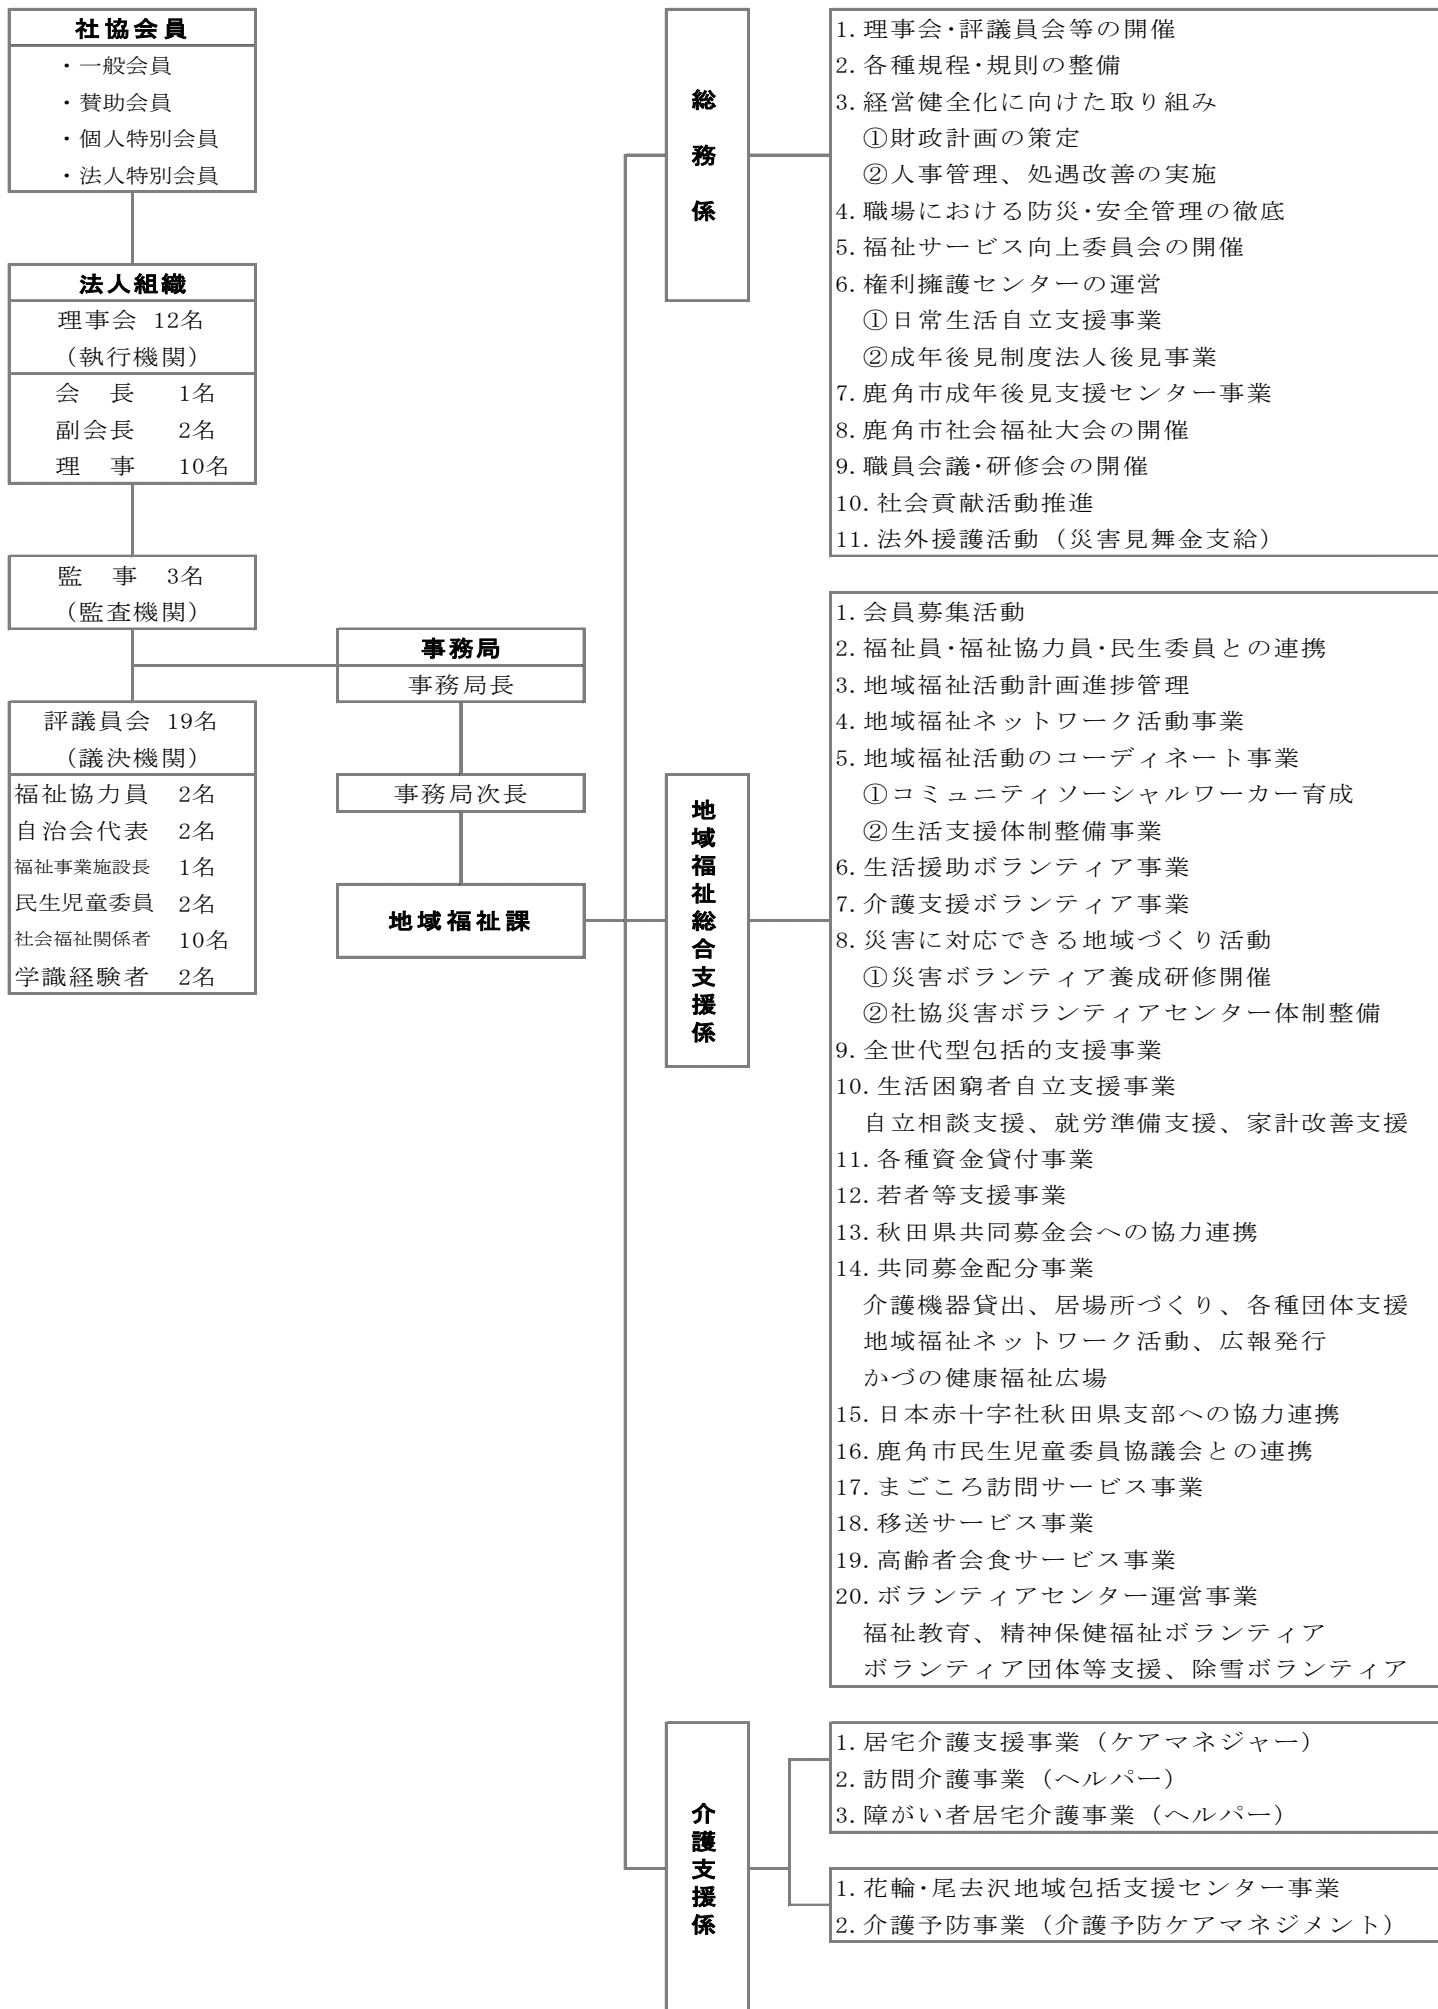 社協会員
・一般会員
・賛助会員
・個人特別会員
・法人特別会員
法人組織
理事会 12名
（執行機関）
会　長　1名
副会長　2名
理　事　10名
監　事　3名
（監査機関）
評議員会 19名
（議決機関）
福祉協力員　2名
自治会代表　2名
福祉事業施設長　1名
民生児童委員　2名
社会福祉関係者　10名
学識経験者　2名
事務局
事務局長
事務局次長
地域福祉課
総務係
1.理事会･評議員会等の開催
2.各種規程･規則の整備
3.経営健全化に向けた取り組み
①財政計画の策定
②人事管理、処遇改善の実施
4.職場における防災･安全管理の徹底
5.福祉サービス向上委員会の開催
6.権利擁護センターの運営
①日常生活自立支援事業
②成年後見制度法人後見事業
7.鹿角市成年後見支援センター事業
8.鹿角市社会福祉大会の開催
9.職員会議･研修会の開催
10.社会貢献活動推進
11.法外援護活動（災害見舞金支給）
地域福祉総合支援係
1.会員募集活動
2.福祉員･福祉協力員･民生委員との連携
3.地域福祉活動計画進捗管理
4.地域福祉ネットワーク活動事業
5.地域福祉活動のコーディネート事業
①コミュニティソーシャルワーカー育成
②生活支援体制整備事業
6.生活援助ボランティア事業
7.介護支援ボランティア事業
8.災害に対応できる地域づくり活動
①災害ボランティア養成研修開催
②社協災害ボランティアセンター体制整備
9.全世代型包括的支援事業
10.生活困窮者自立支援事業
自立相談支援、就労準備支援、家計改善支援
11.各種資金貸付事業
12.若者等支援事業
13.秋田県共同募金会への協力連携
14.共同募金配分事業
介護機器貸出、居場所づくり、各種団体支援
地域福祉ネットワーク活動、広報発行
かづの健康福祉広場
15.日本赤十字社秋田県支部への協力連携
16.鹿角市民生児童委員協議会との連携
17.まごころ訪問サービス事業
18.移送サービス事業
19.高齢者会食サービス事業
20.ボランティアセンター運営事業
福祉教育、精神保健福祉ボランティア
ボランティア団体等支援、除雪ボランティア
介護支援係
1.居宅介護支援事業（ケアマネジャー）
2.訪問介護事業（ヘルパー）
3.障がい者居宅介護事業（ヘルパー）
1.花輪･尾去沢地域包括支援センター事業
2.介護予防事業（介護予防ケアマネジメント）